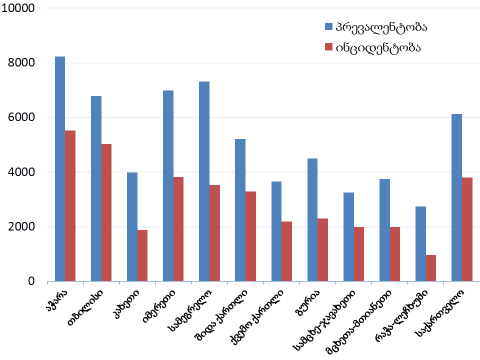 10000
8000
6000
4000
2000
0
პრევალენტობა
ინციდენტობა
აჭარა
თბილისი
კახეთი
იმერეთი
სამეგრელო
შიდა ქართლი
ქვემო ქართლი
გურია
სამცხე-ჯავახეთი
მცხეთა-მთიანეთი
რაჭა-ლეჩხუმი
საქართველო